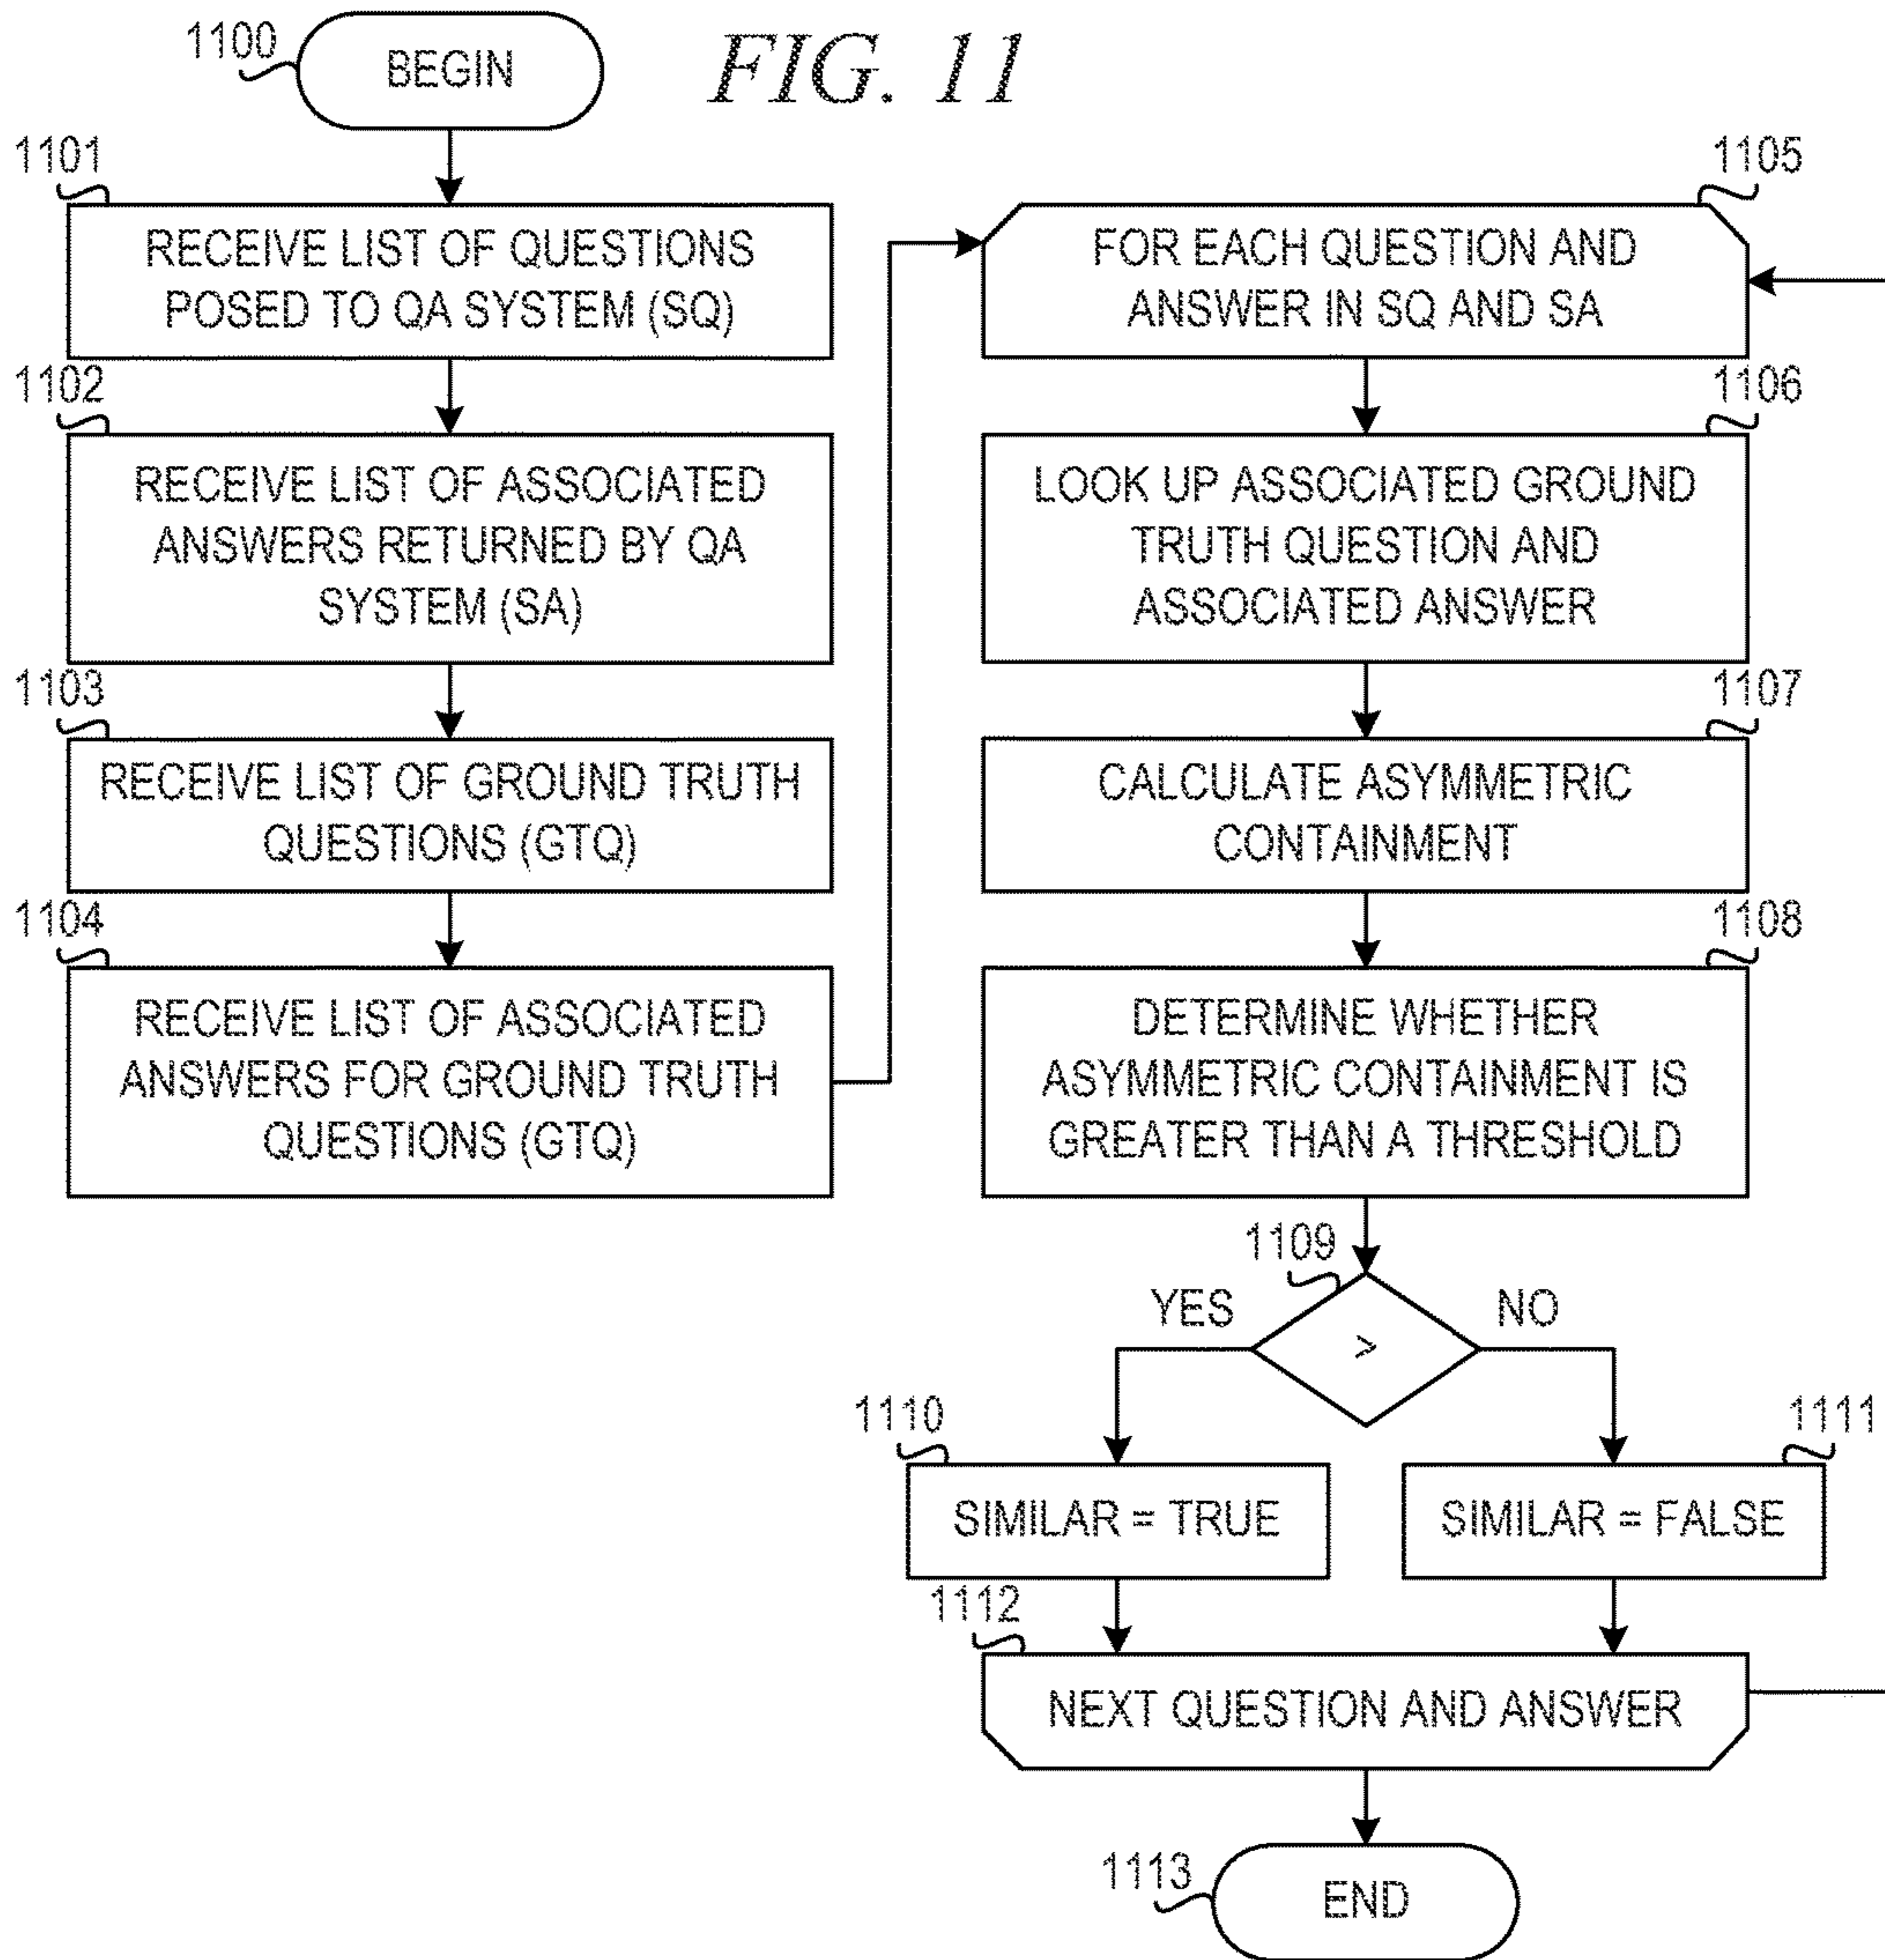 FIG. 11
1100
BEGIN
1101
RECEIVE LIST OF QUESTIONS
POSED TO QA SYSTEM (SQ)
1102
RECEIVE LIST OF ASSOCIATED
ANSWERS RETURNED BY QA
SYSTEM (SA)
1103
RECEIVE LIST OF GROUND TRUTH
QUESTIONS (GTQ)
1104
RECEIVE LIST OF ASSOCIATED
ANSWERS FOR GROUND TRUTH
QUESTIONS (GTQ)
1105
FOR EACH QUESTION AND
ANSWER IN SQ AND SA
1106
LOOK UP ASSOCIATED GROUND
TRUTH QUESTION AND
ASSOCIATED ANSWER
1107
CALCULATE ASYMMETRIC
CONTAINMENT
1108
DETERMINE WHETHER
ASYMMETRIC CONTAINMENT IS
GREATER THAN A THRESHOLD
1109
YES
>
NO
1110
SIMILAR = TRUE
1111
SIMILAR = FALSE
1112
NEXT QUESTION AND ANSWER
1113
END